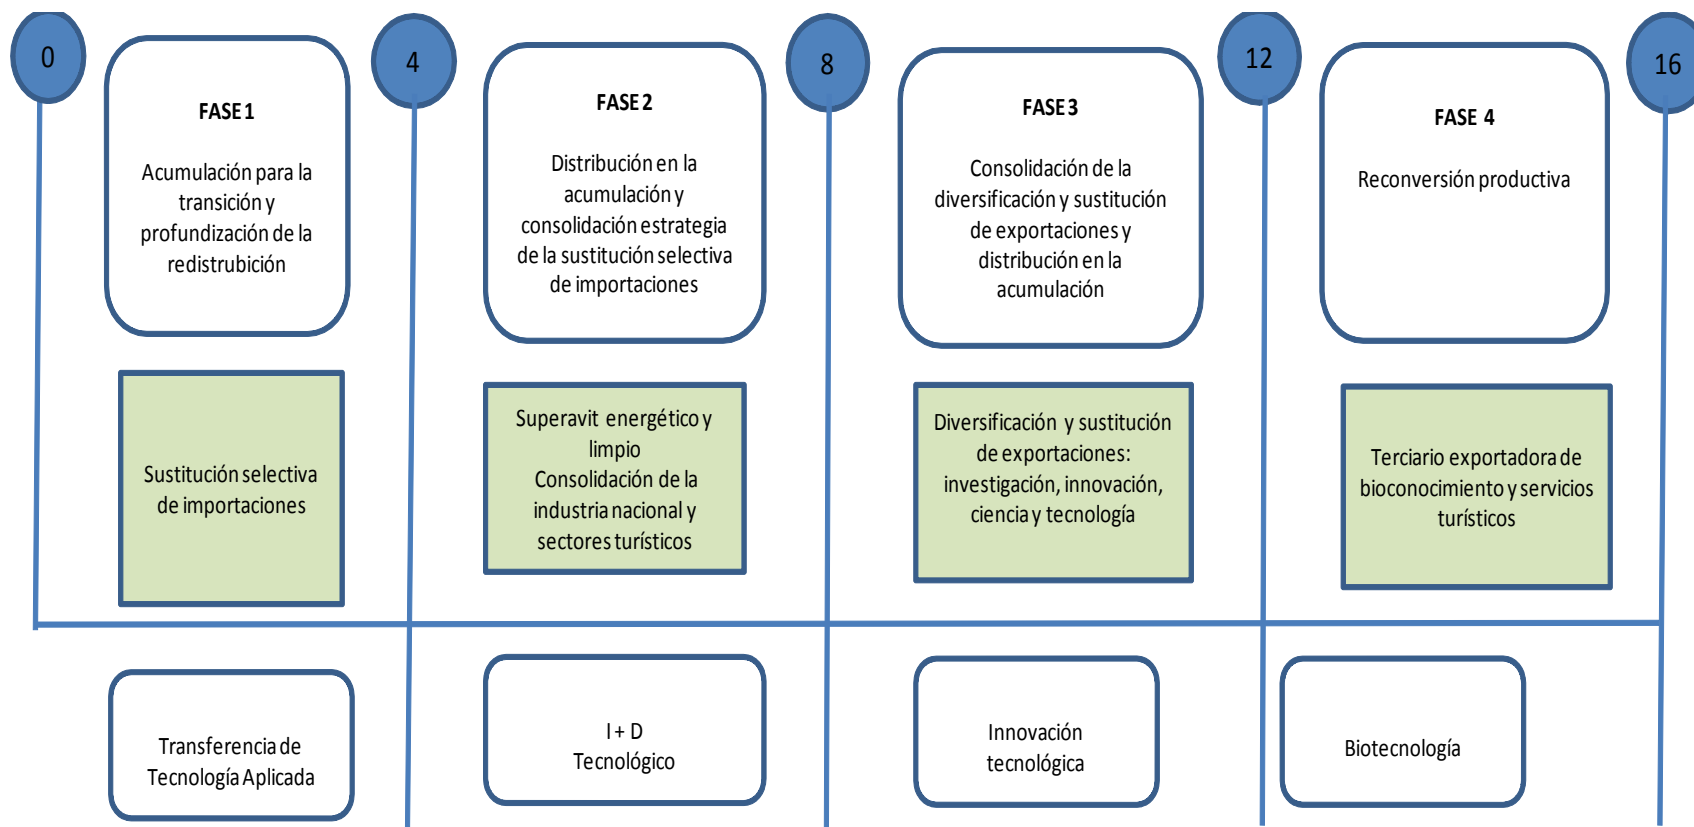 0
4
8
12
16
FASE 1
Acumulación para la
transición y
profundización de la
redistrubición
FASE 2
Distribución en la
acumulación y
consolidación estrategia
de la sustitución selectiva
de importaciones
FASE 3
Consolidación de la
diversificación y sustitución
de exportaciones y
distribución en la
acumulación
FASE 4
Reconversión productiva
Sustitución selectiva
de importaciones
Superavit energético y
limpio
Consolidación de la
industria nacional y
sectores turísticos
Diversificación y sustitución
de exportaciones:
investigación, innovación,
ciencia y tecnología
Terciario exportadora de
bioconocimiento y servicios
turísticos
Transferencia de
Tecnología Aplicada
I + D
Tecnológico
Innovación
tecnológica
Biotecnología